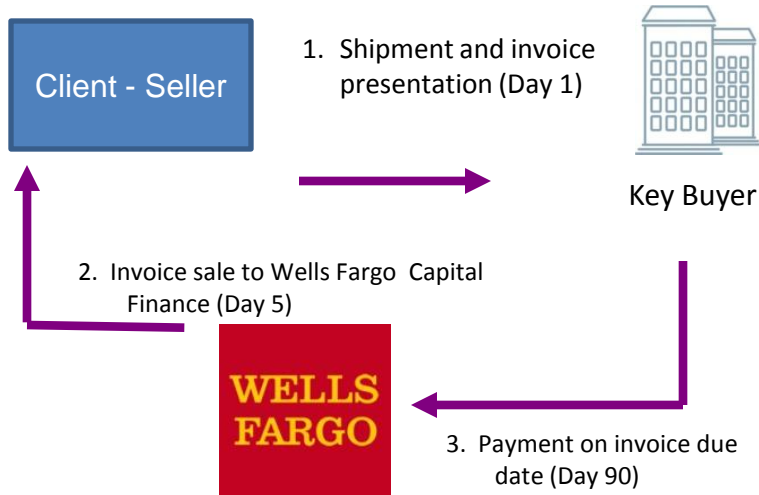 Client - Seller
1. Shipment and invoice
presentation (Day 1)
Key Buyer
2. Invoice sale to Wells Fargo Capital
Finance (Day 5)
WELLS
FARGO
3. Payment on invoice due
date (Day 90)